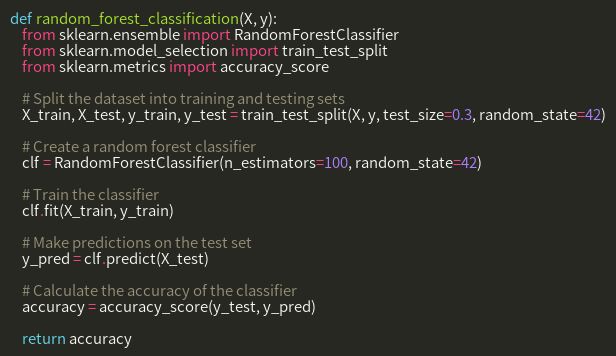 def random_forest_classification(X, y):
    from sklearn.ensemble import RandomForestClassifier
    from sklearn.model_selection import train_test_split
    from sklearn.metrics import accuracy_score

    # Split the dataset into training and testing sets
    X_train, X_test, y_train, y_test = train_test_split(X, y, test_size=0.3, random_state=42)

    # Create a random forest classifier
    clf = RandomForestClassifier(n_estimators=100, random_state=42)

    # Train the classifier
    clf.fit(X_train, y_train)

    # Make predictions on the test set
    y_pred = clf.predict(X_test)

    # Calculate the accuracy of the classifier
    accuracy = accuracy_score(y_test, y_pred)

    return accuracy